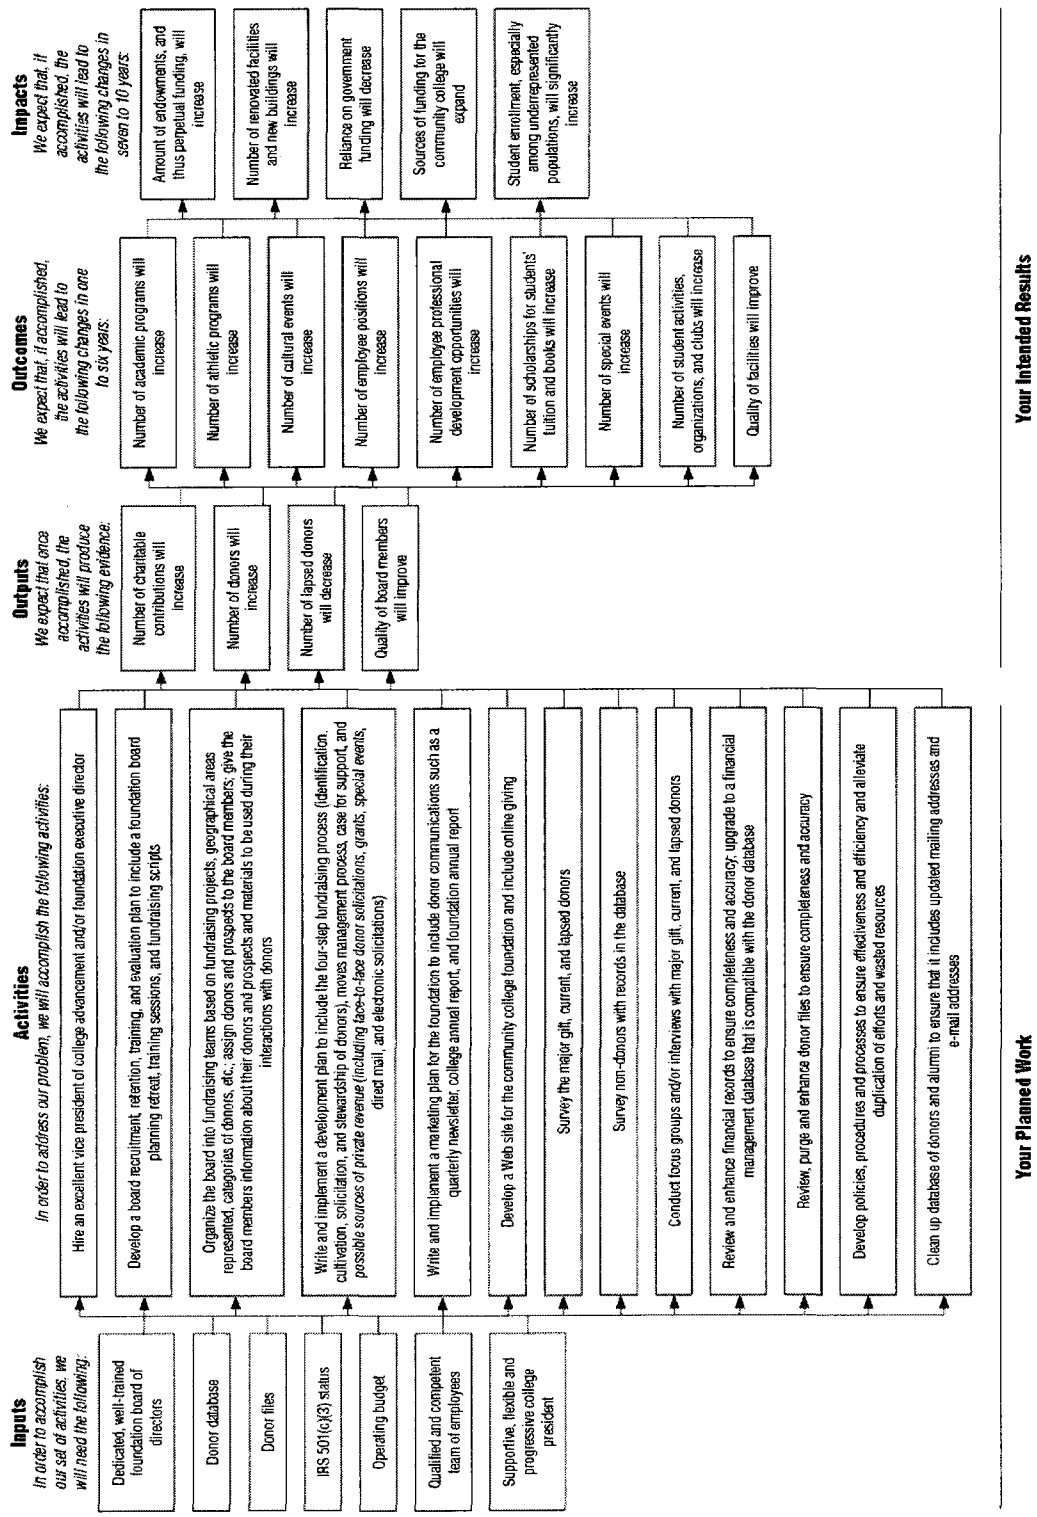 Inputs
In order to accomplish
our set of activities, we
will need the following:
Dedicated, well-trained
foundation board of
directors
Donor database
Donor files
IRS 501(c)(3) status
Operating budget
Qualified and competent
team of employees
Supportive, flexible and
progressive college
president
Activities
In order to address our problem, we will accomplish the following activities:
Hire an excellent vice president of college advancement and/or foundation executive director
Develop a board recruitment, retention, training, and evaluation plan to include a foundation board
planning retreat, training sessions, and fundraising scripts
Organize the board into fundraising teams based on fundraising projects, geographical areas
represented, categories of donors, etc.; assign donors and prospects to the board members; give the
board members information about their donors and prospects and materials to be used during their
interactions with donors
Write and implement a development plan to include the four-step fundraising process (identification,
cultivation, solicitation, and stewardship of donors), moves management process, case for support, and
possible sources of private revenue (including face-to-face donor solicitations, grants, special events,
direct mail, and electronic solicitations)
Write and implement a marketing plan for the foundation to include donor communications such as a
quarterly newsletter, college annual report, and foundation annual report
Develop a Web site for the community college foundation and include online giving
Survey the major gift, current, and lapsed donors
Survey non-donors with records in the database
Conduct focus groups and/or interviews with major gift, current, and lapsed donors
Review and enhance financial records to ensure completeness and accuracy; upgrade to a financial
management database that is compatible with the donor database
Review, purge and enhance donor files to ensure completeness and accuracy
Develop policies, procedures and processes to ensure effectiveness and efficiency and alleviate
duplication of efforts and wasted resources
Clean up database of donors and alumni to ensure that it includes updated mailing addresses and
e-mail addresses
Outputs
We expect that once
accomplished, the
activities will produce
the following evidence:
Number of charitable
contributions will
increase
Number of donors will
increase
Number of lapsed donors
will decrease
Quality of board members
will improve
Outcomes
We expect that, if accomplished,
the activities will lead to
the following changes in one
to six years:
Number of academic programs will
increase
Number of athletic programs will
increase
Number of cultural events will
increase
Number of employee positions will
increase
Number of employee professional
development opportunities will
increase
Number of scholarships for students'
tuition and books will increase
Number of special events will
increase
Number of student activities,
organizations, and clubs will increase
Quality of facilities will improve
Impacts
We expect that, if
accomplished, the
activities will lead to
the following changes in
seven to 10 years:
Amount of endowments, and
thus perpetual funding, will
increase
Number of renovated facilities
and new buildings will
increase
Reliance on government
funding will decrease
Sources of funding for the
community college will
expand
Student enrollment, especially
among underrepresented
populations, will significantly
increase
Your Planned Work
Your Intended Results